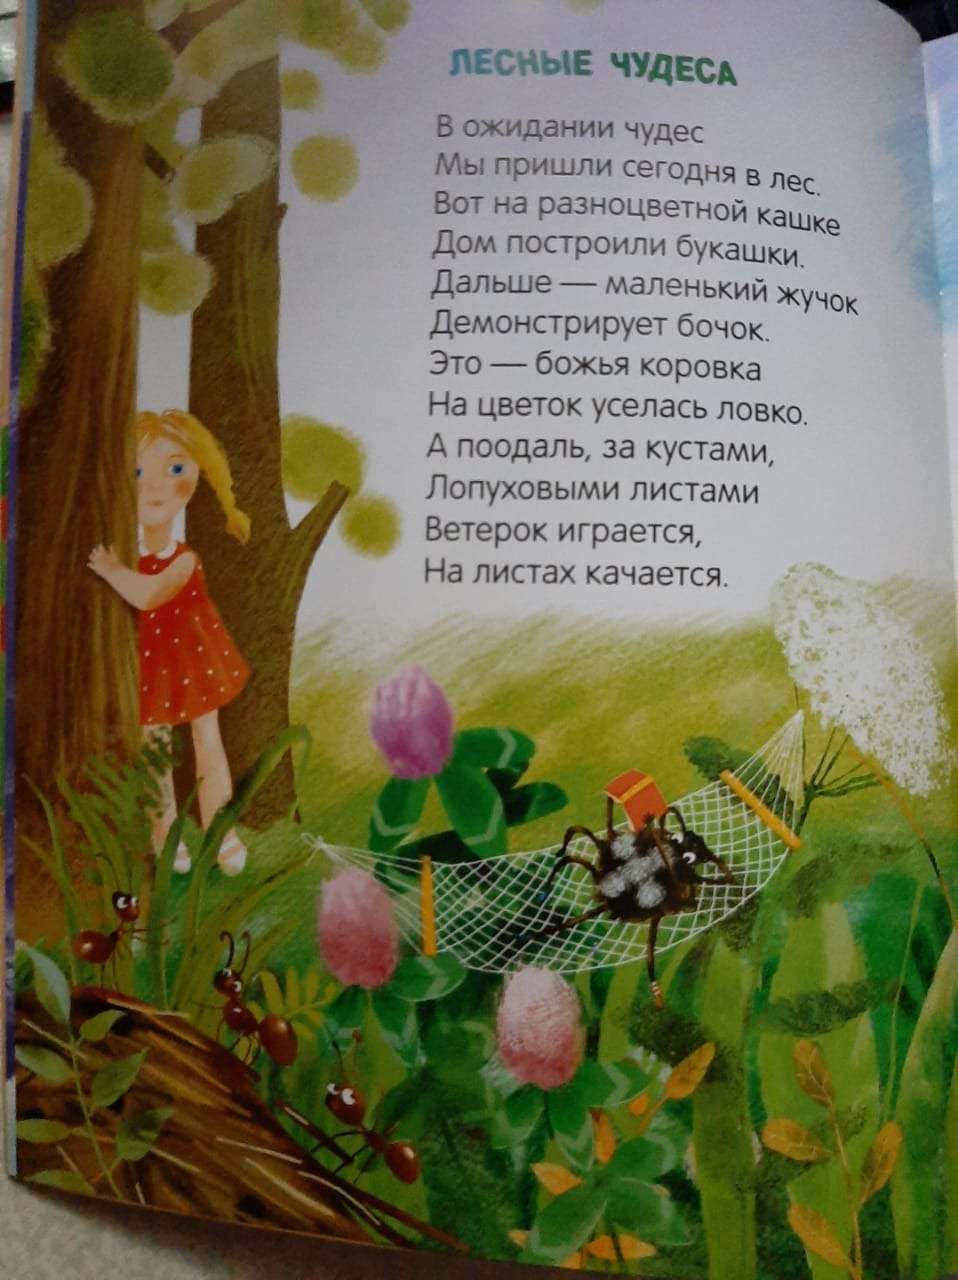 ЛЕСНЫЕ ЧУДЕСА
В ожидании чудес
Мы пришли сегодня в лес.
Вот на разноцветной кашке
Дом построили букашки.
Дальше — маленький жучок
Демонстрирует бочок.
Это — божья коровка
На цветок уселась ловко.
А поодаль, за кустами,
Лопуховыми листами
Ветерок играется,
На листах качается.